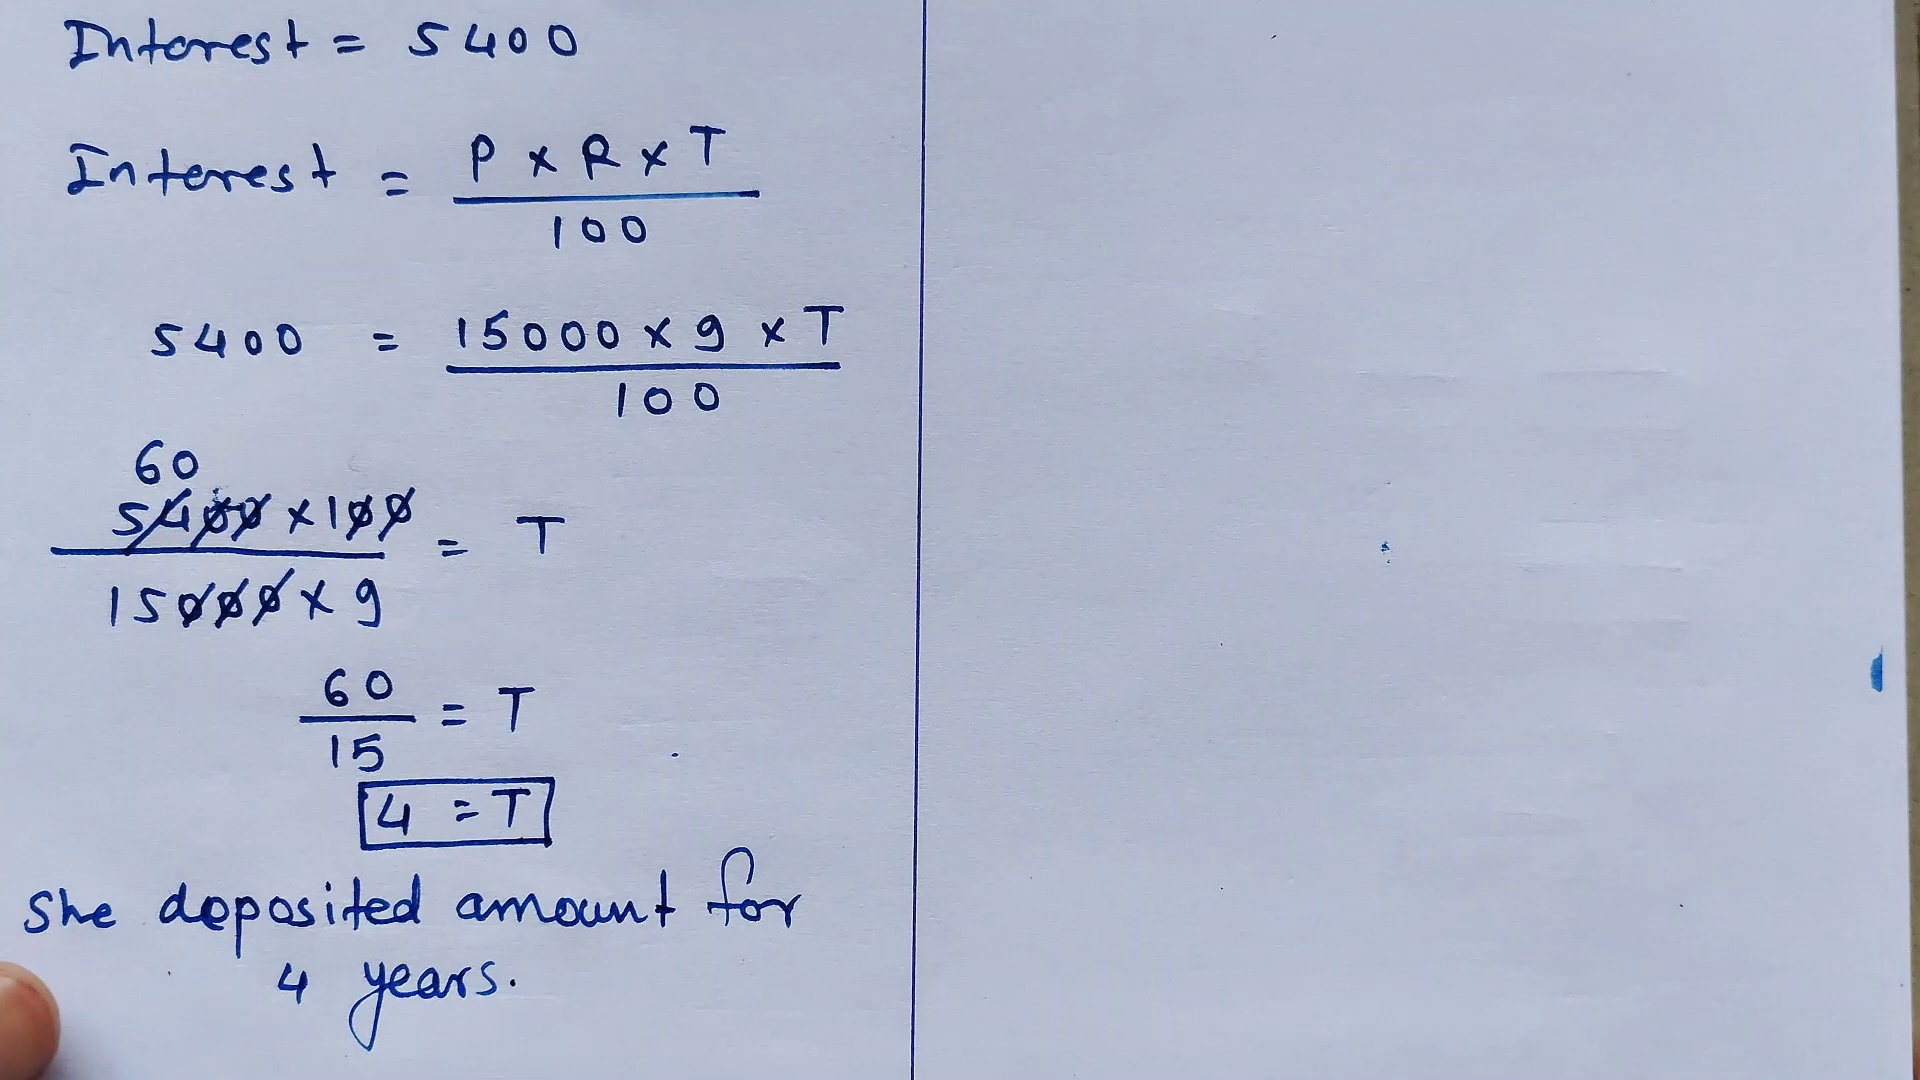 Interest = 5400
Interest = P x R x T
100
5400 = 15000 x 9 x T
100
60
5400 x 100 = T
15000 x 9
60 = T
15
4 = T
She deposited amount for
4 years.